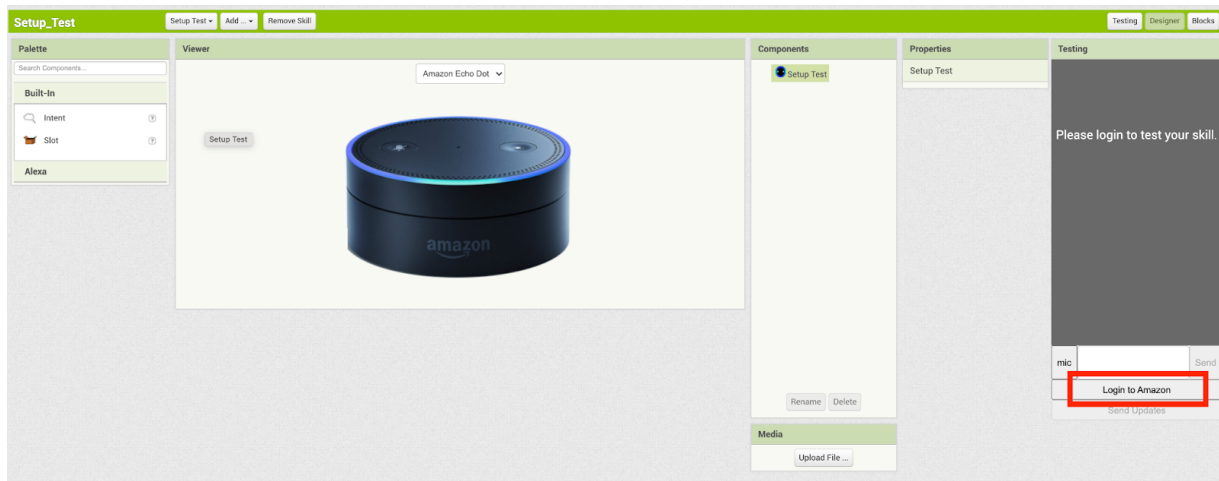 Setup_Test
Setup Test
Add ...
Remove Skill
Testing
Designer
Blocks
Palette
Search Components...
Built-In
Intent
?
Slot
?
Alexa
Viewer
Amazon Echo Dot
Setup Test
amazon
Components
Setup Test
Rename
Delete
Media
Upload File ...
Properties
Setup Test
Testing
Please login to test your skill.
mic
Send
Login to Amazon
Send Updates